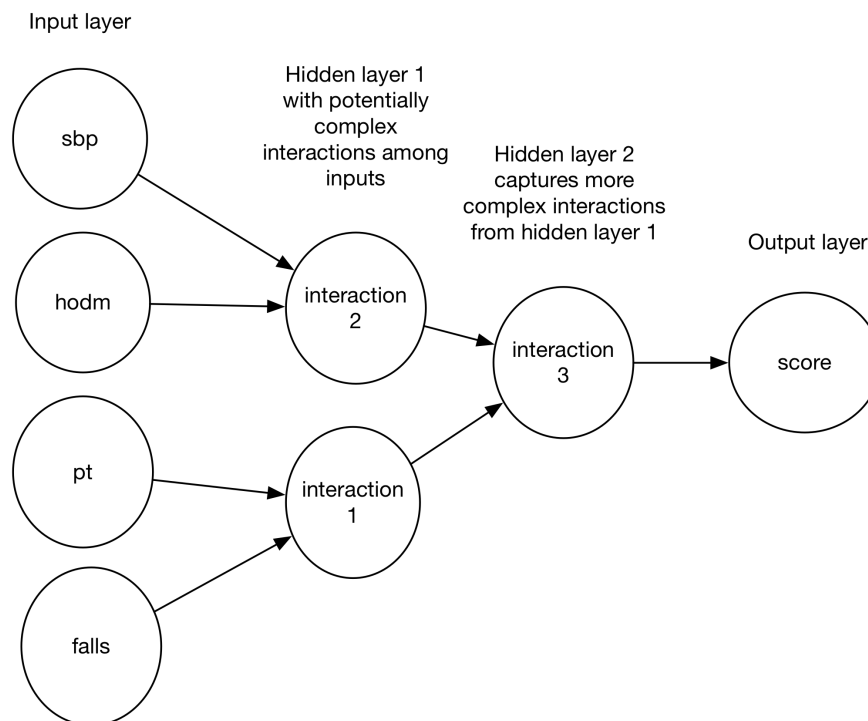 Input layer
sbp
hodm
pt
falls
Hidden layer 1
with potentially
complex
interactions among
inputs
interaction
2
interaction
1
Hidden layer 2
captures more
complex interactions
from hidden layer 1
interaction
3
Output layer
score